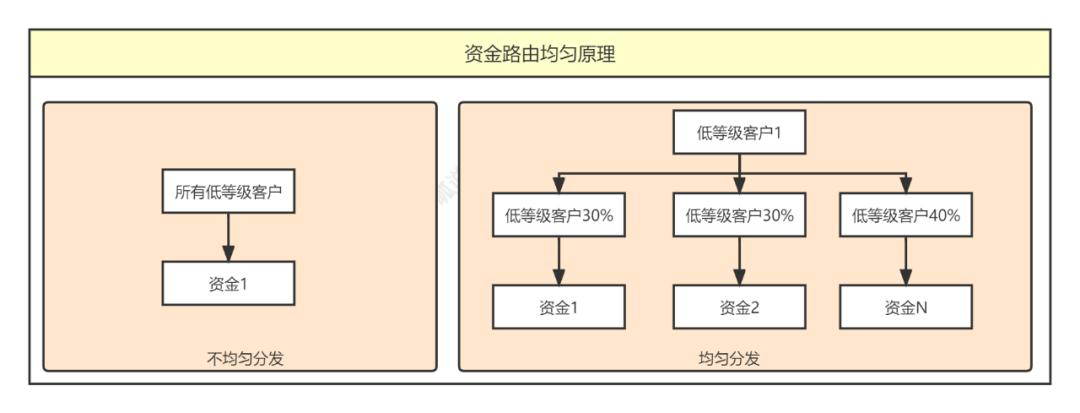 资金路由均匀原理
所有低等级客户
资金1
不均匀分发
低等级客户1
低等级客户30%
低等级客户30%
低等级客户40%
资金1
资金2
资金N
均匀分发